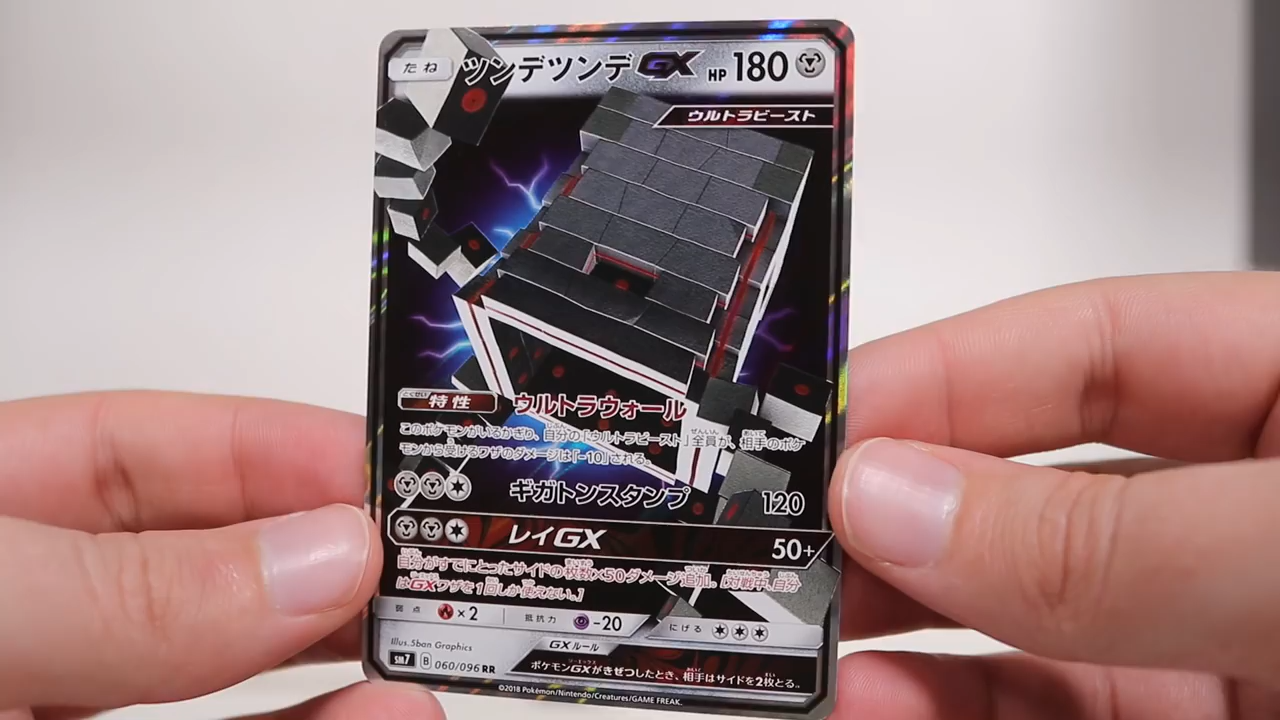 たね ツンデツンデGX HP 180
ウルトラビースト
特性 ウルトラウォール
このポケモンがいるかぎり、自分の「ウルトラビースト」全員が、相手のポケ
モンから受けるワザのダメージは「-10」される。
ギガトンスタンプ 120
レイGX 50+
自分がすでにとったサイドの枚数×50ダメージ追加。[対戦中、自分
はGXワザを1回しか使えない。]
弱点 ×2 抵抗力 -20 にげる
Illus.5ban Graphics GXルール
sm7 B 060/096 RR ポケモンGXがきぜつしたとき、相手はサイドを2枚とる。
©2018 Pokémon/Nintendo/Creatures/GAME FREAK.